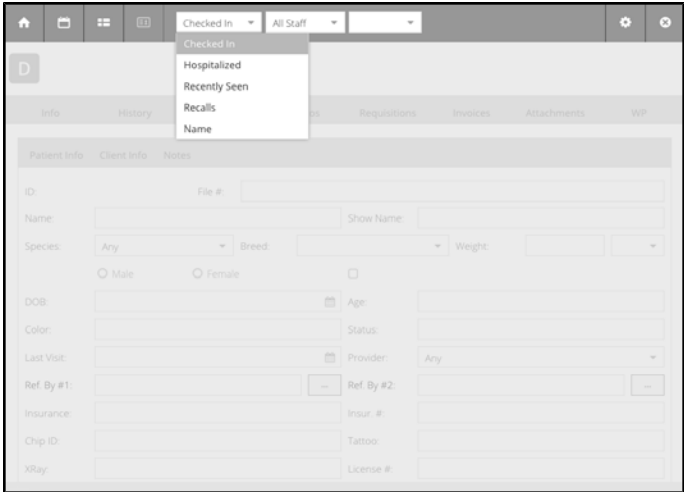 Checked In All Staff
Checked In
Hospitalized
Recently Seen
Recalls
Name
D
Info History Requisitions Invoices Attachments WP
Patient Info Client Info Notes
ID: File #:
Name: Show Name:
Species: Any Breed: Weight:
Male Female
DOB: Age:
Color: Status:
Last Visit: Provider: Any
Ref. By #1: ... Ref. By #2: ...
Insurance: Insur. #:
Chip ID: Tattoo:
XRay: License #: